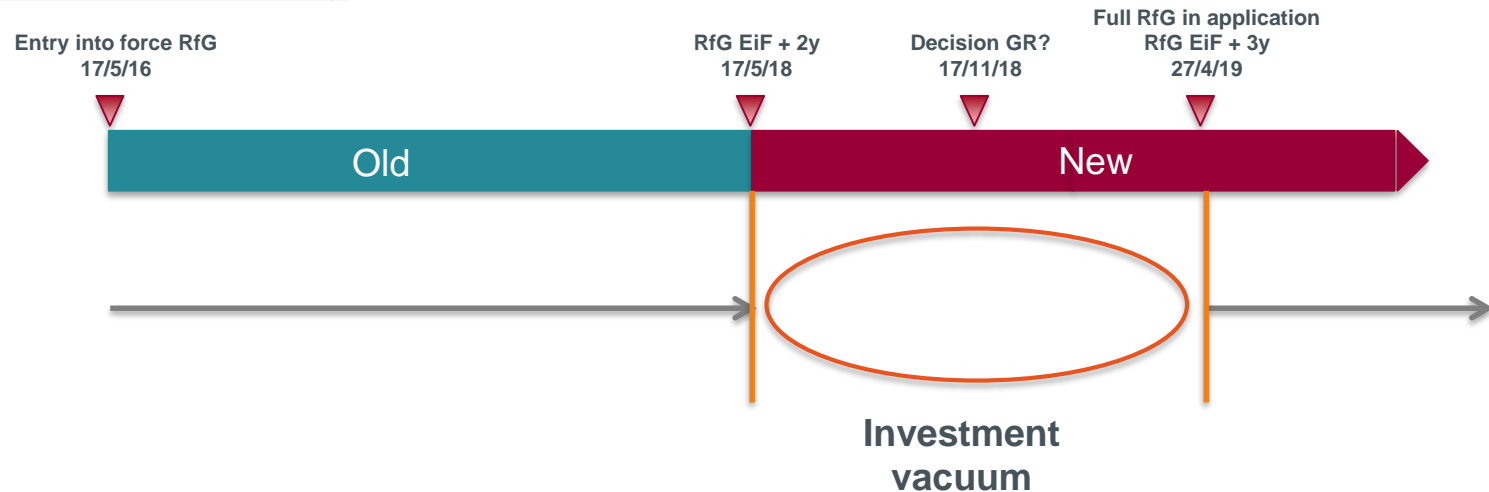 Entry into force RfG
17/5/16
RfG EiF + 2y
17/5/18
Decision GR?
17/11/18
Full RfG in application
RfG EiF + 3y
27/4/19
Old
New
Investment
vacuum